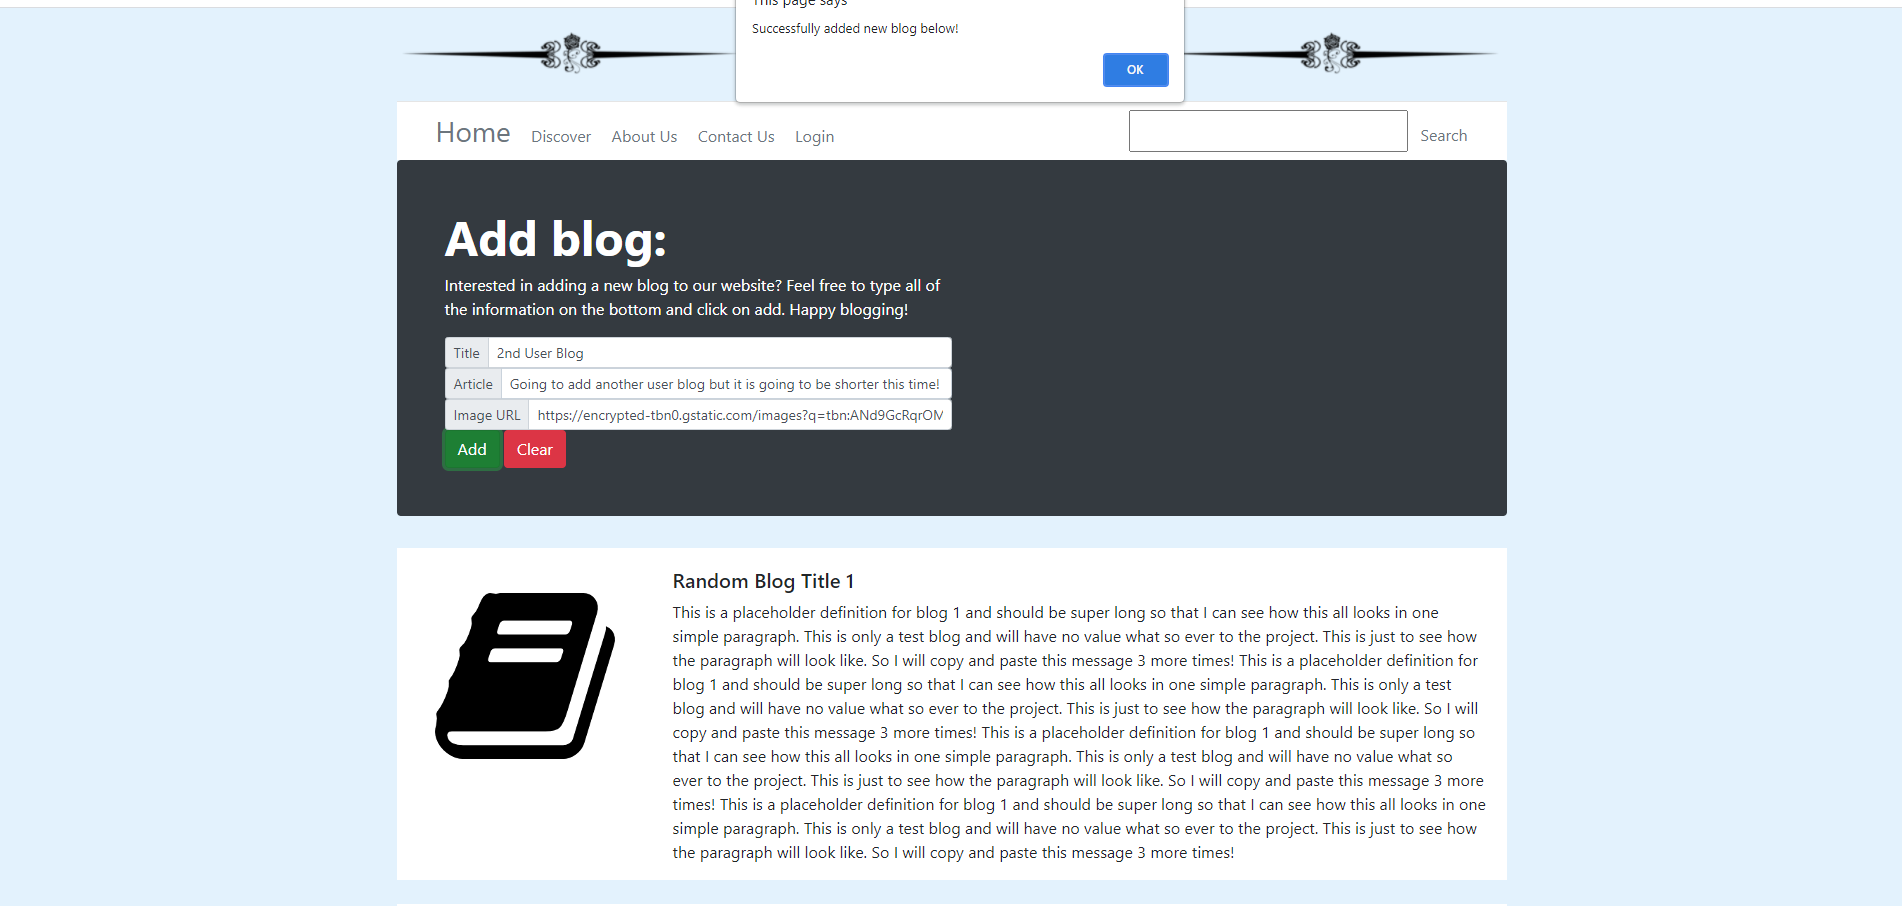 This page says
Successfully added new blog below!
OK
Home Discover About Us Contact Us Login Search
Add blog:
Interested in adding a new blog to our website? Feel free to type all of
the information on the bottom and click on add. Happy blogging!
Title 2nd User Blog
Article Going to add another user blog but it is going to be shorter this time!
Image URL https://encrypted-tbn0.gstatic.com/images?q=tbn:ANd9GcRqrOM
Add Clear
Random Blog Title 1
This is a placeholder definition for blog 1 and should be super long so that I can see how this all looks in one
simple paragraph. This is only a test blog and will have no value what so ever to the project. This is just to see how
the paragraph will look like. So I will copy and paste this message 3 more times! This is a placeholder definition for
blog 1 and should be super long so that I can see how this all looks in one simple paragraph. This is only a test
blog and will have no value what so ever to the project. This is just to see how the paragraph will look like. So I will
copy and paste this message 3 more times! This is a placeholder definition for blog 1 and should be super long so
that I can see how this all looks in one simple paragraph. This is only a test blog and will have no value what so
ever to the project. This is just to see how the paragraph will look like. So I will copy and paste this message 3 more
times! This is a placeholder definition for blog 1 and should be super long so that I can see how this all looks in one
simple paragraph. This is only a test blog and will have no value what so ever to the project. This is just to see how
the paragraph will look like. So I will copy and paste this message 3 more times!